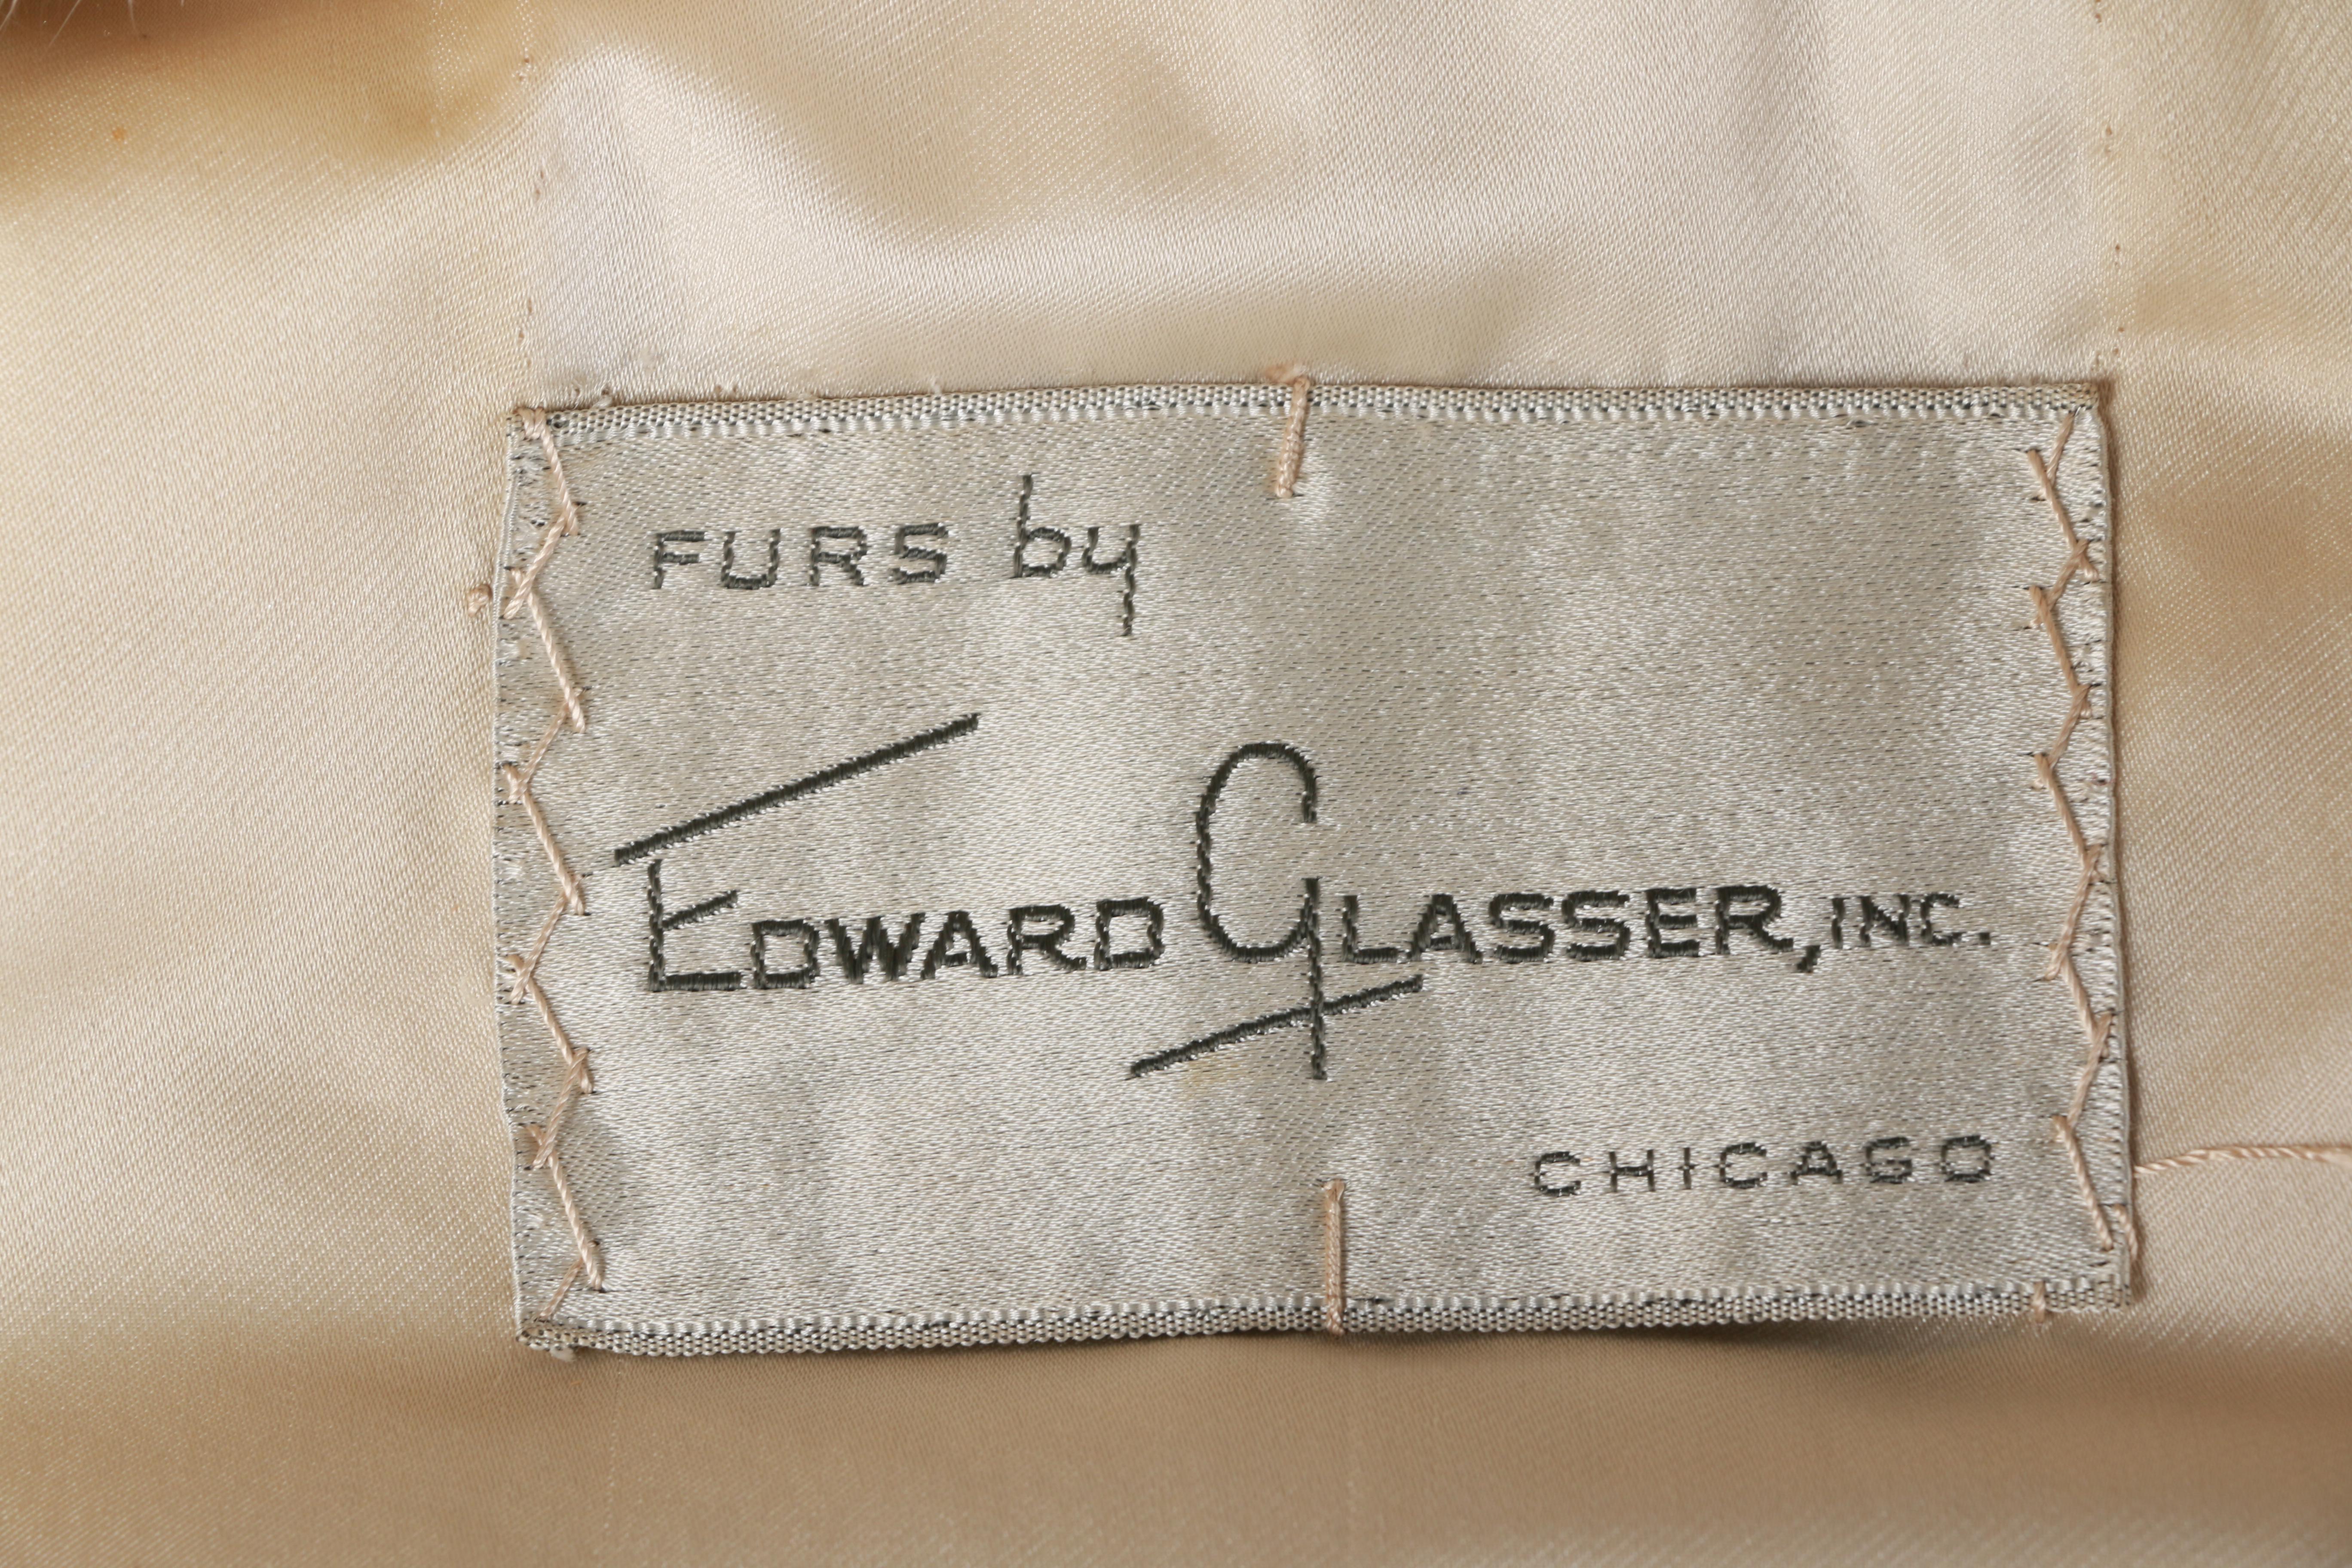 FURS by
EDWARD GLASSER, INC.
CHICAGO